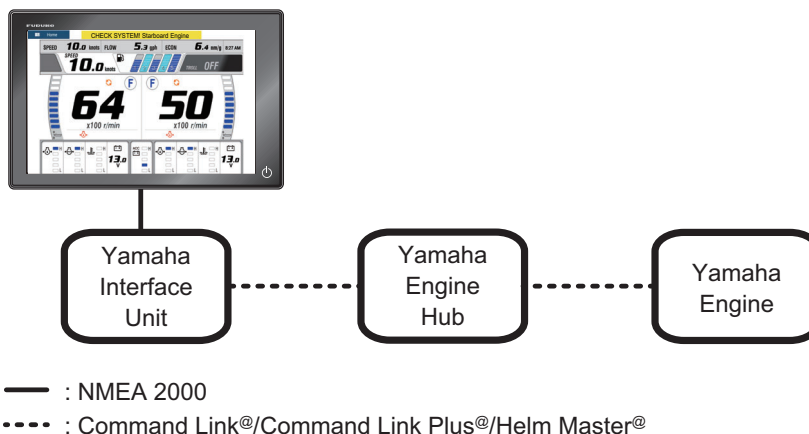 FURUNO
Home
CHECK SYSTEM! Starboard Engine
SPEED 10.0 knots FLOW 5.3 gph ECON 6.4 nm/g 8:27 AM
SPEED
10.0 knots
OFF
F F
64 50
x100 r/min x100 r/min
13.0 13.0
V V
Yamaha
Interface
Unit
Yamaha
Engine
Hub
Yamaha
Engine
: NMEA 2000
: Command Link@/Command Link Plus@/Helm Master@